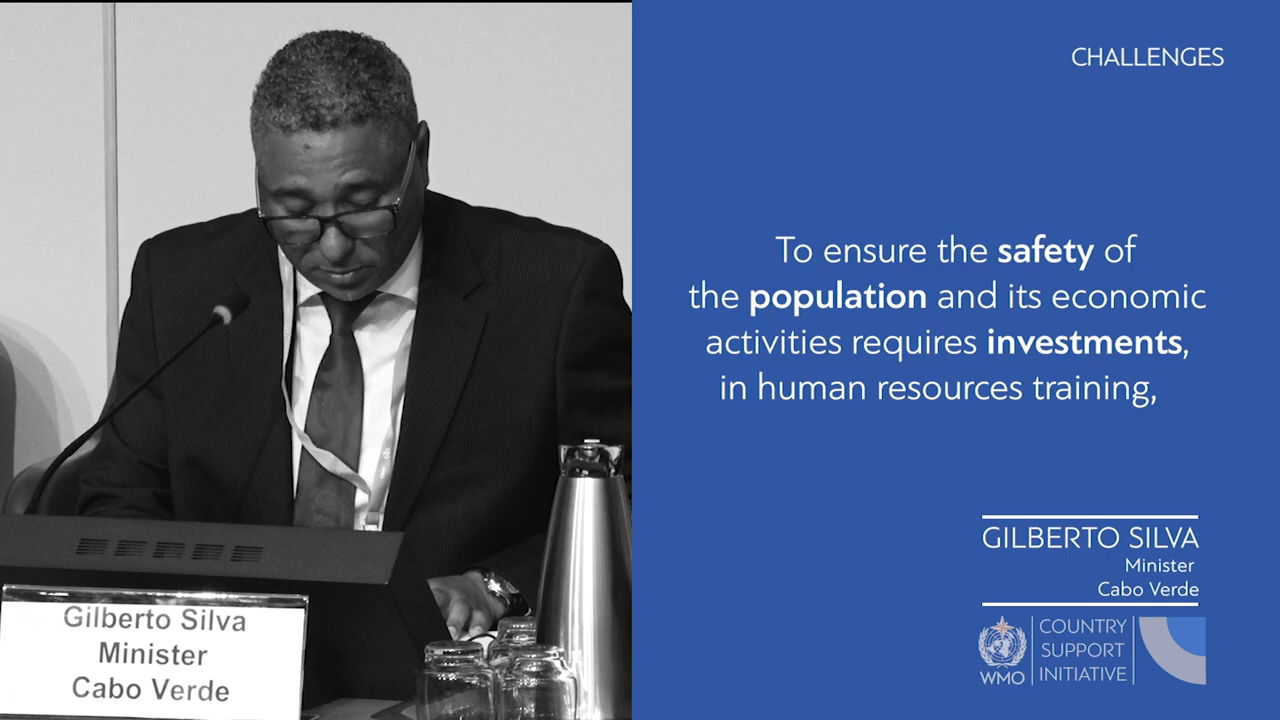 CHALLENGES
To ensure the safety of
the population and its economic
activities requires investments,
in human resources training,
GILBERTO SILVA
Minister
Cabo Verde
WMO
COUNTRY
SUPPORT
INITIATIVE
Gilberto Silva
Minister
Cabo Verde